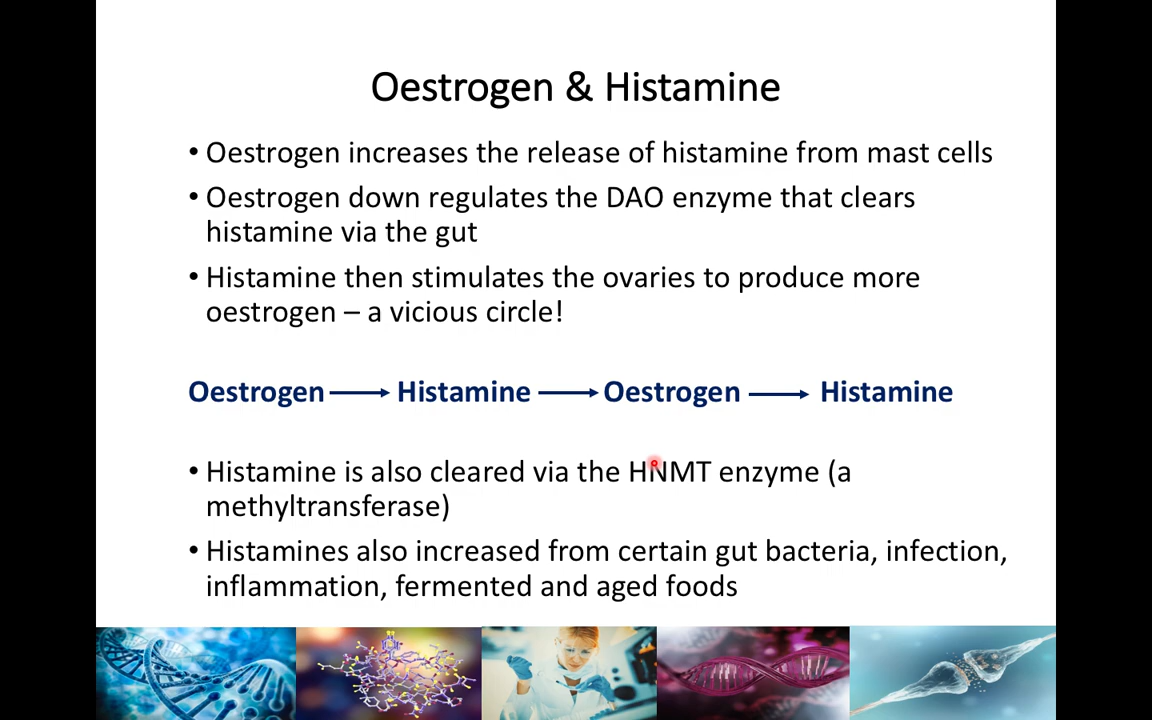 Oestrogen & Histamine
• Oestrogen increases the release of histamine from mast cells
• Oestrogen down regulates the DAO enzyme that clears
histamine via the gut
• Histamine then stimulates the ovaries to produce more
oestrogen – a vicious circle!
Oestrogen → Histamine → Oestrogen → Histamine
• Histamine is also cleared via the HNMT enzyme (a
methyltransferase)
• Histamines also increased from certain gut bacteria, infection,
inflammation, fermented and aged foods